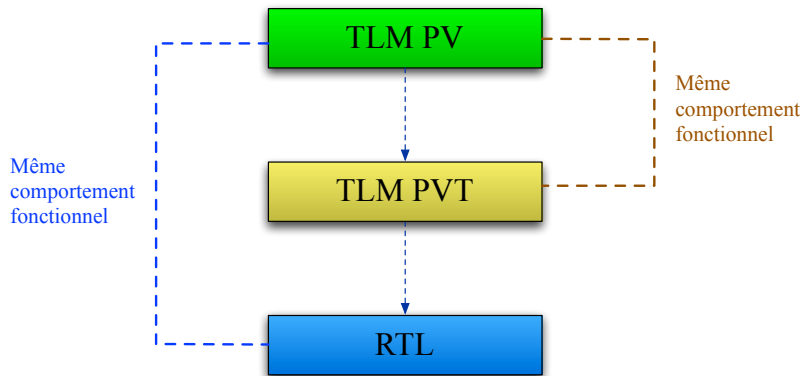 TLM PV
Même
comportement
fonctionnel
TLM PVT
Même
comportement
fonctionnel
RTL